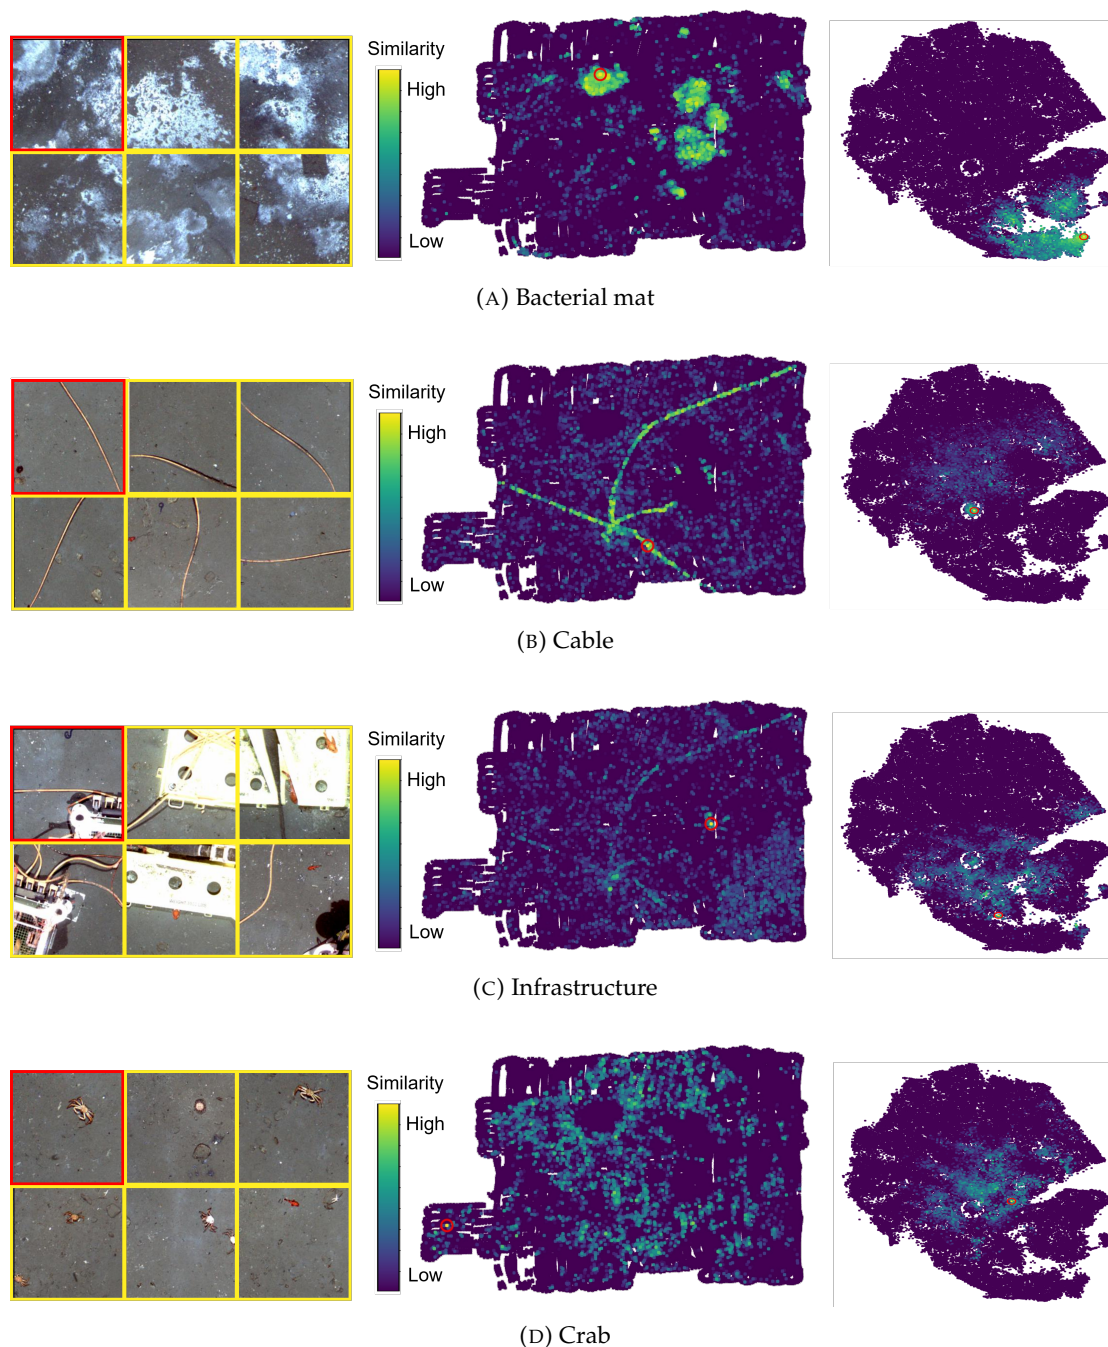 Similarity
High
Low
(A) Bacterial mat
Similarity
High
Low
(B) Cable
Similarity
High
Low
(C) Infrastructure
Similarity
High
Low
(D) Crab